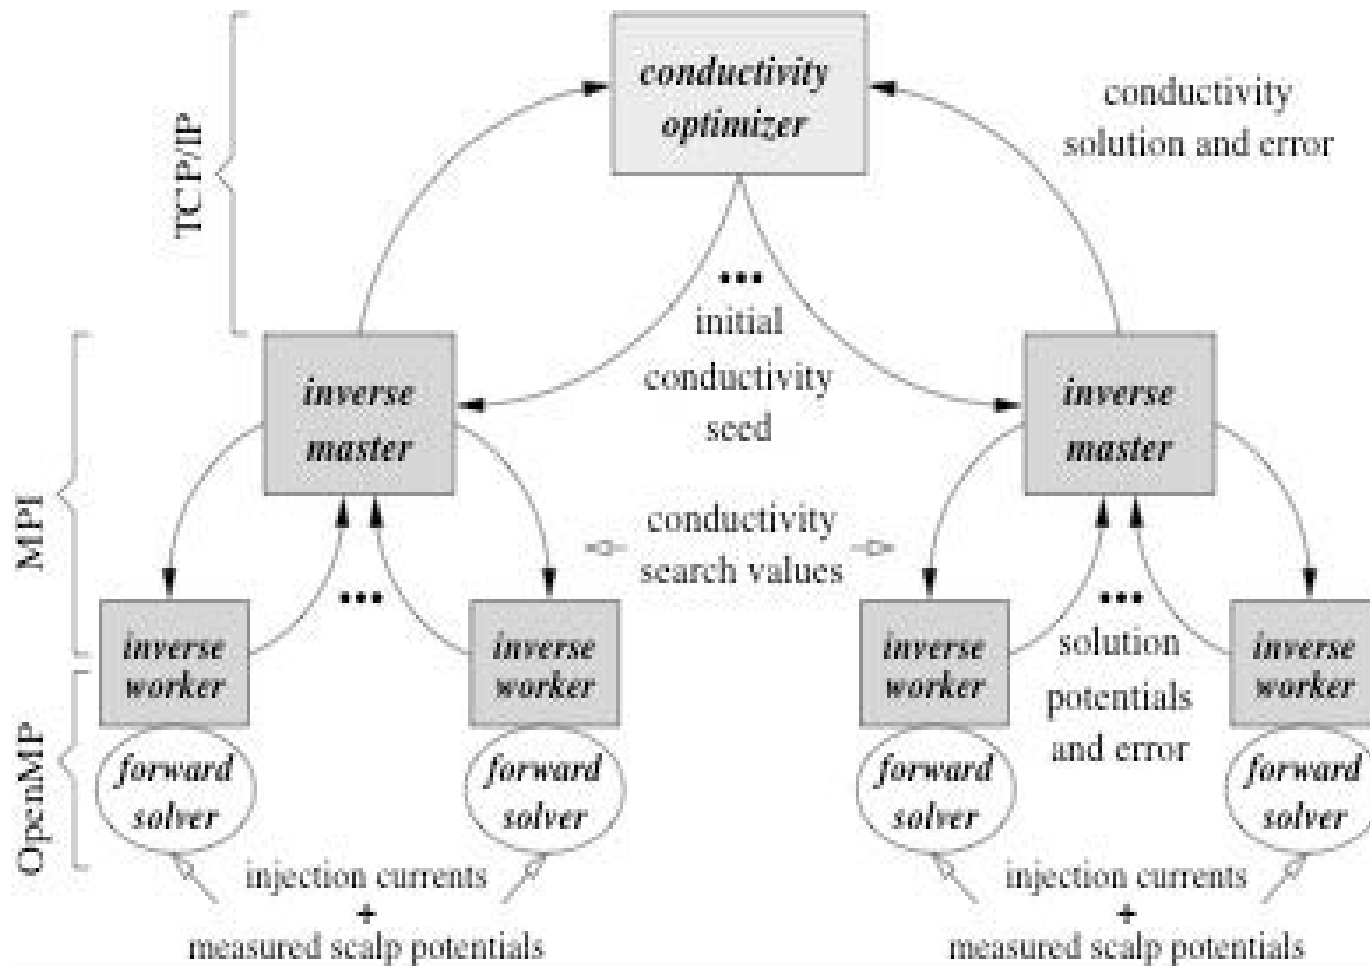 conductivity
optimizer
conductivity
solution and error
TCP/IP
•••
initial
conductivity
seed
inverse
master
inverse
master
MPI
conductivity
search values
•••
•••
solution
potentials
and error
inverse
worker
inverse
worker
inverse
worker
inverse
worker
OpenMP
forward
solver
forward
solver
forward
solver
forward
solver
injection currents
+
measured scalp potentials
injection currents
+
measured scalp potentials